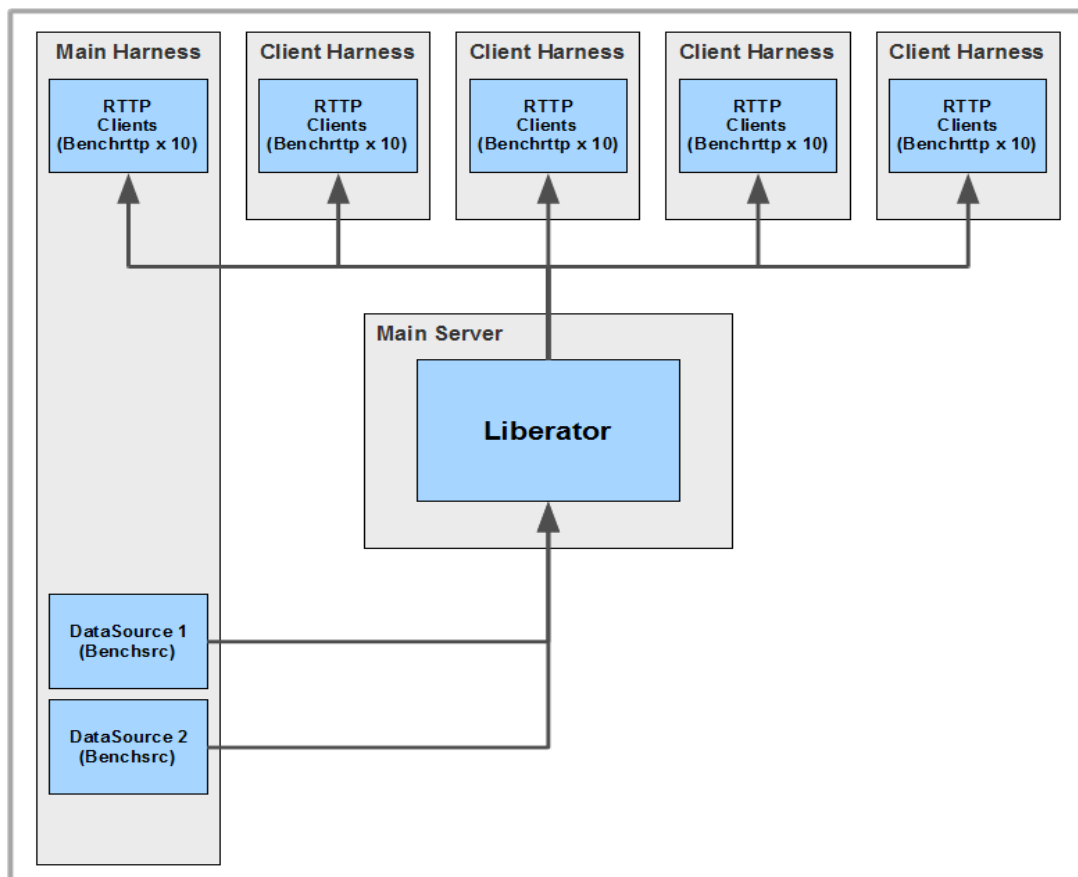 Main Harness
RTTP
Clients
(Benchrttp x 10)
Client Harness
RTTP
Clients
(Benchrttp x 10)
Client Harness
RTTP
Clients
(Benchrttp x 10)
Client Harness
RTTP
Clients
(Benchrttp x 10)
Client Harness
RTTP
Clients
(Benchrttp x 10)
Main Server
Liberator
DataSource 1
(Benchsrc)
DataSource 2
(Benchsrc)